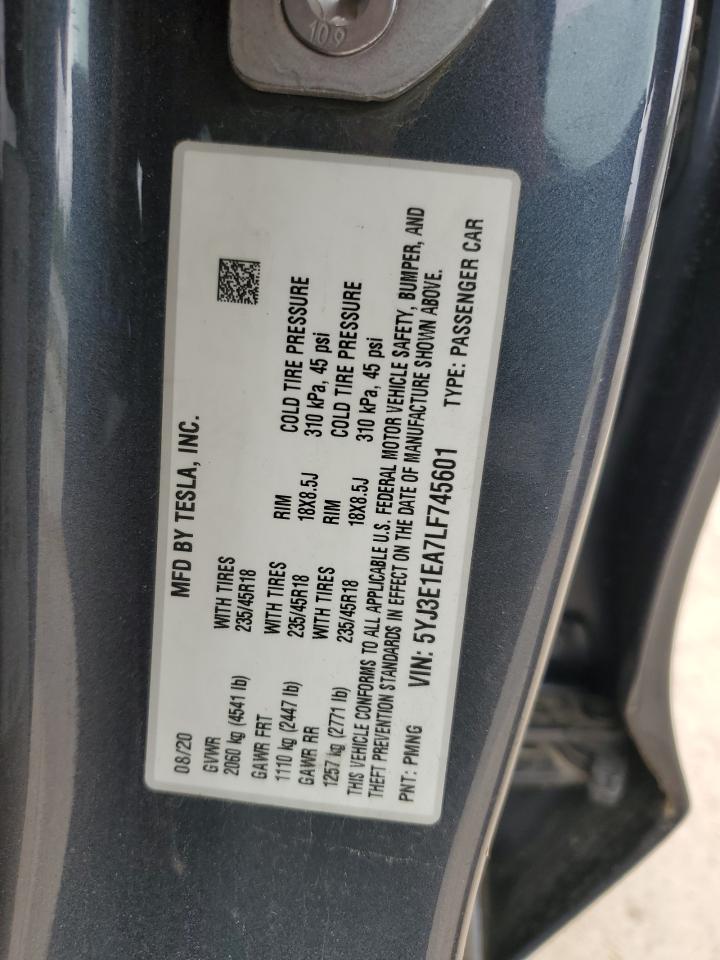 109
MFD BY TESLA, INC.
08/20
GVWR WITH TIRES RIM COLD TIRE PRESSURE
2060 kg (4541 lb) 235/45R18 18X8.5J 310 kPa, 45 psi
GAWR FRT WITH TIRES RIM COLD TIRE PRESSURE
1110 kg (2447 lb) 235/45R18 18X8.5J 310 kPa, 45 psi
GAWR RR WITH TIRES
1257 kg (2771 lb) 235/45R18
THIS VEHICLE CONFORMS TO ALL APPLICABLE U.S. FEDERAL MOTOR VEHICLE SAFETY, BUMPER, AND
THEFT PREVENTION STANDARDS IN EFFECT ON THE DATE OF MANUFACTURE SHOWN ABOVE.
PNT: PMNG VIN: 5YJ3E1EA7LF745601 TYPE: PASSENGER CAR